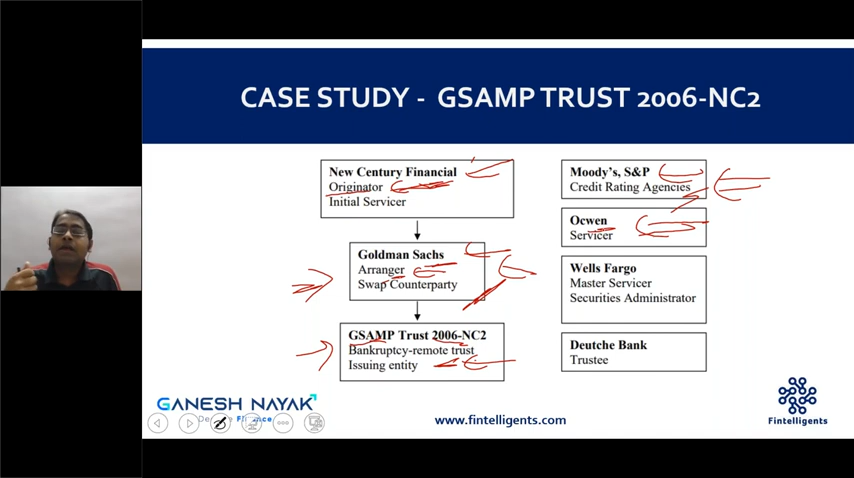 CASE STUDY - GSAMP TRUST 2006-NC2
New Century Financial
Originator
Initial Servicer
Goldman Sachs
Arranger
Swap Counterparty
GSAMP Trust 2006-NC2
Bankruptcy-remote trust
Issuing entity
Moody's, S&P
Credit Rating Agencies
Ocwen
Servicer
Wells Fargo
Master Servicer
Securities Administrator
Deutche Bank
Trustee
GANESH NAYAK
www.fintelligents.com
Fintelligents